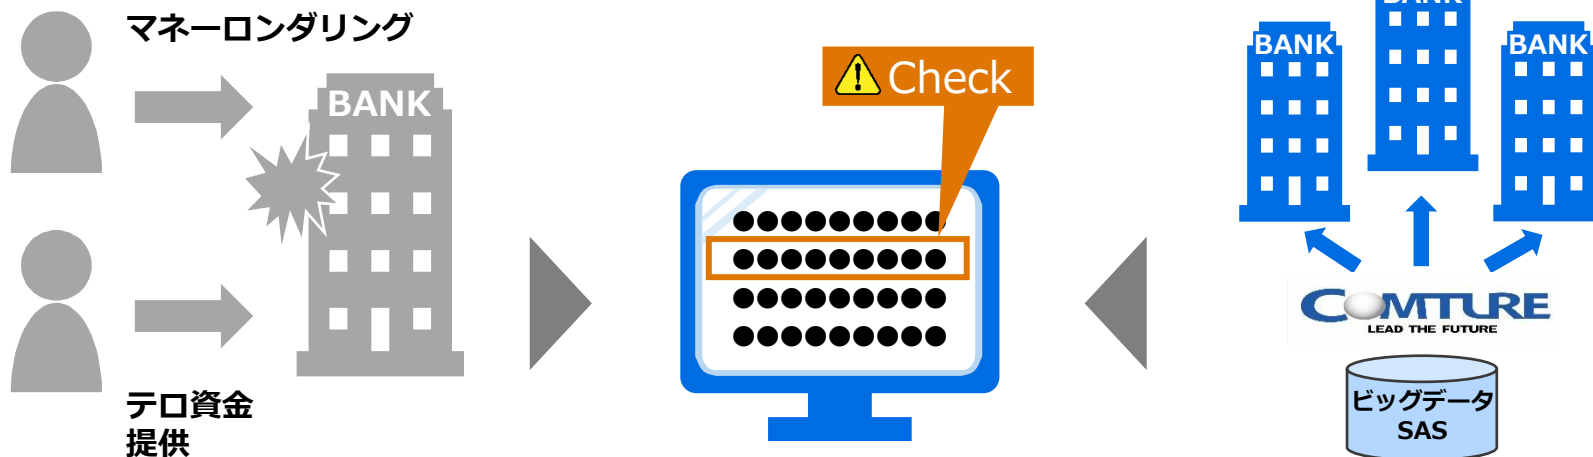 マネーロンダリング
BANK
テロ資金
提供
Check
BANK
BANK
BANK
COMTURE
LEAD THE FUTURE
ビッグデータ
SAS